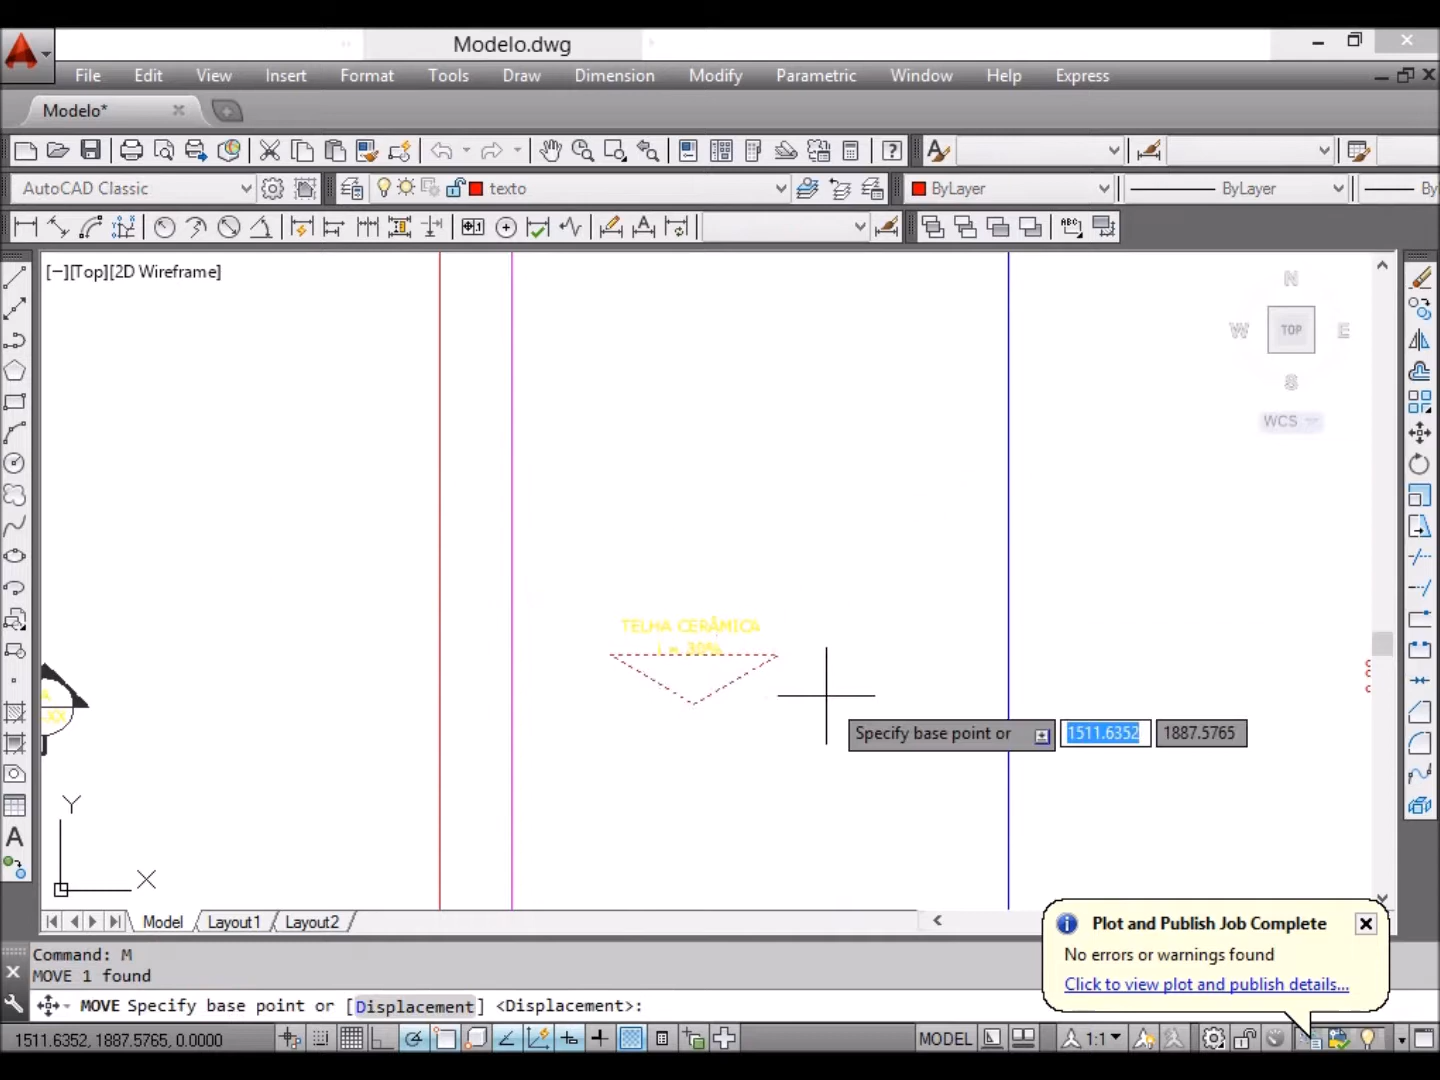 Modelo.dwg
File Edit View Insert Format Tools Draw Dimension Modify Parametric Window Help Express
Modelo*
AutoCAD Classic
texto
ByLayer
ByLayer
By
[−][Top][2D Wireframe]
N
W TOP E
S
WCS
TELHA CERÂMICA
i = 30%
A
-XX
Specify base point or 1511.6352 1887.5765
Y
X
Model Layout1 Layout2
Plot and Publish Job Complete
No errors or warnings found
Click to view plot and publish details...
Command: M
MOVE 1 found
MOVE Specify base point or [Displacement] <Displacement>:
1511.6352, 1887.5765, 0.0000
MODEL
1:1